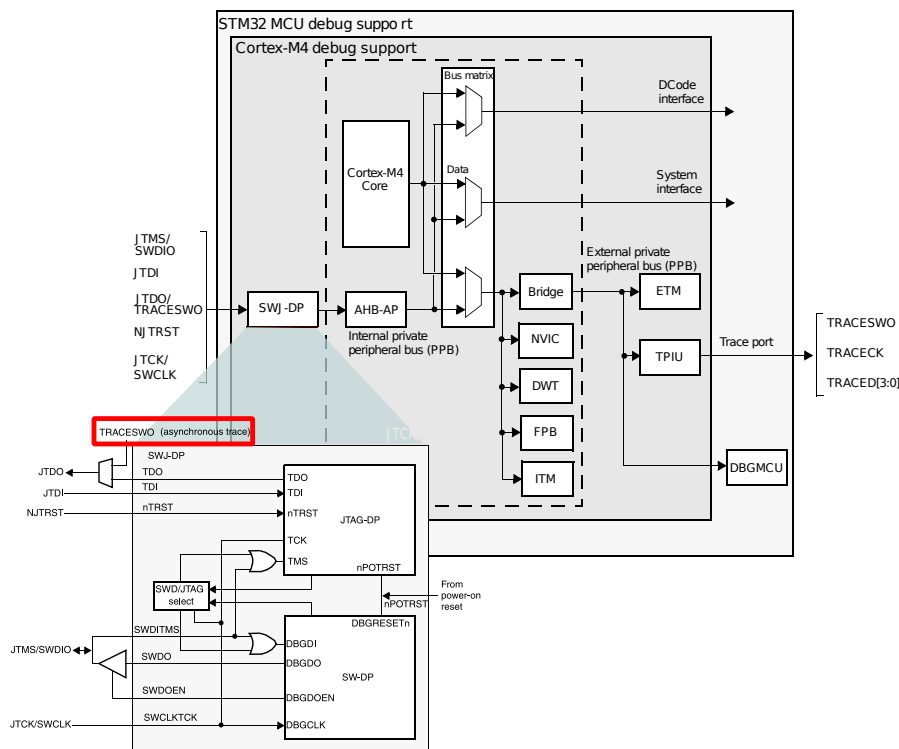 STM32 MCU debug suppo rt
Cortex-M4 debug support
Bus matrix
DCode
interface
Cortex-M4
Core
Data
System
interface
External private
peripheral bus (PPB)
JTMS/
SWDIO
JTDI
JTDO/
TRACESWO
NJTRST
JTCK/
SWCLK
SWJ-DP
AHB-AP
Internal private
peripheral bus (PPB)
Bridge
NVIC
DWT
FPB
ITM
ETM
TPIU
Trace port
TRACESWO
TRACECK
TRACED[3:0]
DBGMCU
TRACESWO (asynchronous trace)
SWJ-DP
JTDO
TDO
TDO
JTDI
TDI
TDI
NJTRST
nTRST
nTRST
JTAG-DP
TCK
TMS
nPOTRST
SWD/JTAG
select
From
power-on
reset
nPOTRST
DBGRESETn
SWDITMS
DBGDI
JTMS/SWDIO
SWDO
DBGDO
SW-DP
SWDOEN
DBGDOEN
JTCK/SWCLK
SWCLKTCK
DBGCLK